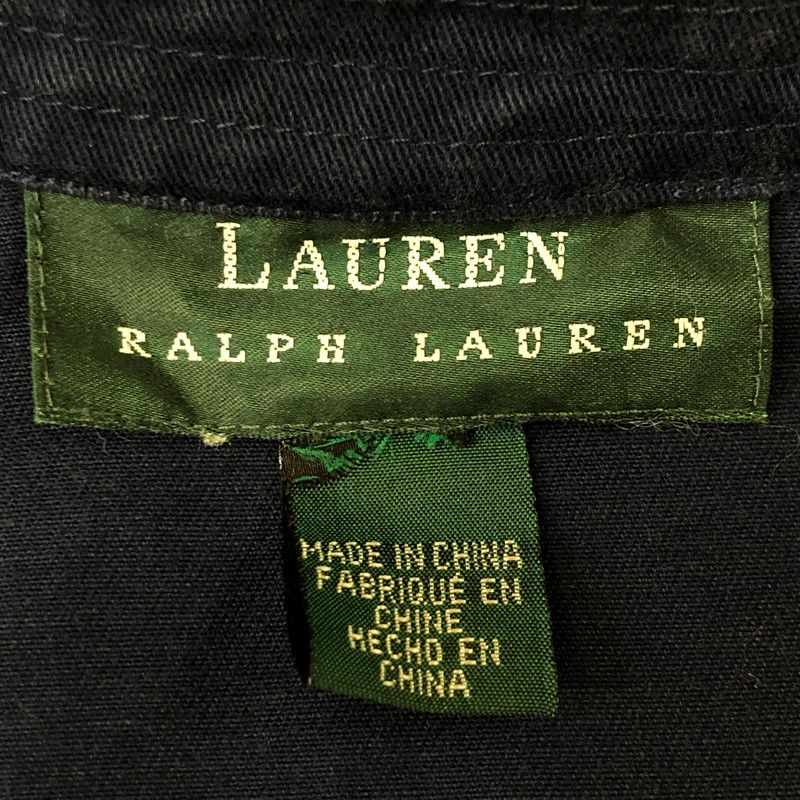 LAUREN
RALPH LAUREN
MADE IN CHINA
FABRIQUÉ EN
CHINE
HECHO EN
CHINA